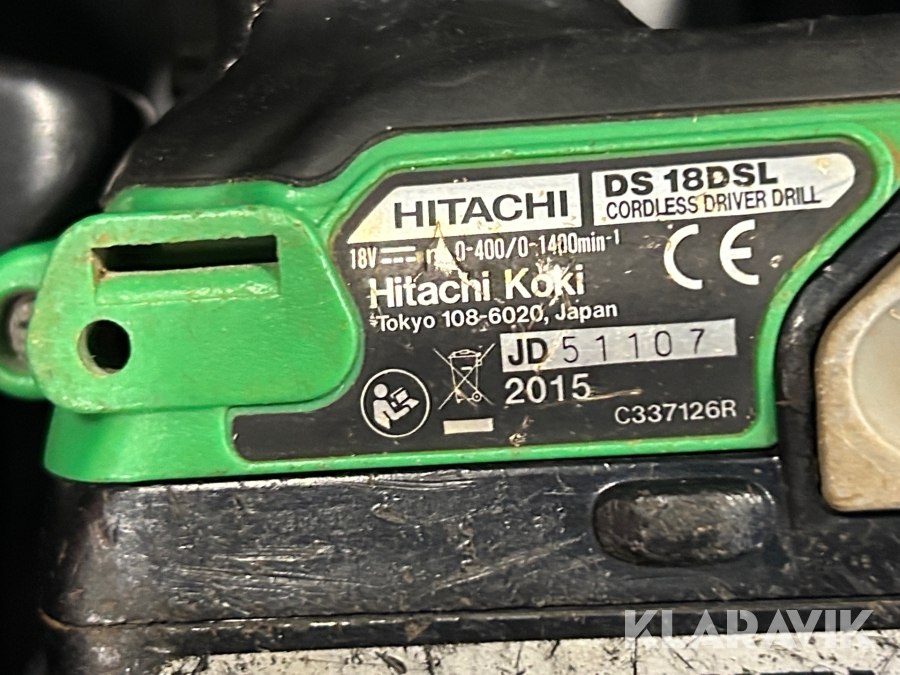 HITACHI
DS 18DSL
CORDLESS DRIVER DRILL
18V 0-400/0-1400min-1
Hitachi Koki
Tokyo 108-6020, Japan
CE
JD 51107
2015
C337126R
KLARAVIK